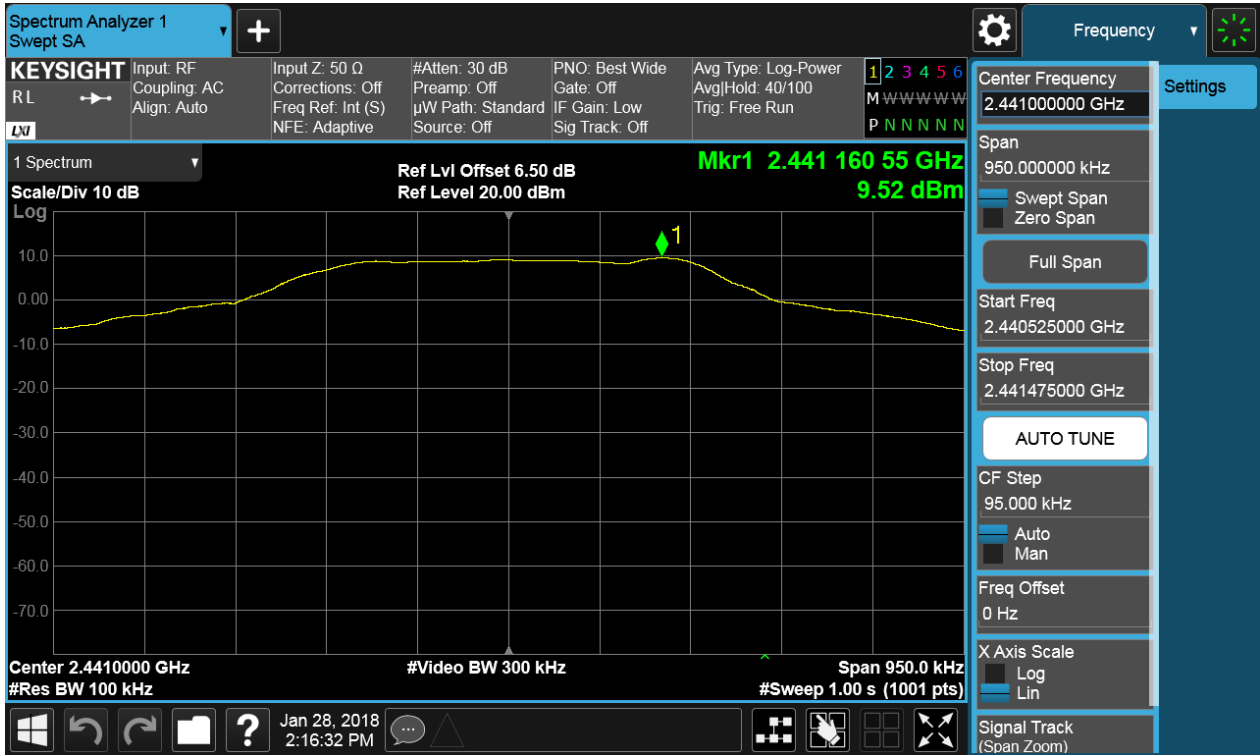 Spectrum Analyzer 1
Swept SA
+
Frequency
KEYSIGHT
RL
LXI
Input: RF
Coupling: AC
Align: Auto
Input Z: 50 Ω
Corrections: Off
Freq Ref: Int (S)
NFE: Adaptive
#Atten: 30 dB
Preamp: Off
µW Path: Standard
Source: Off
PNO: Best Wide
Gate: Off
IF Gain: Low
Sig Track: Off
Avg Type: Log-Power
Avg|Hold: 40/100
Trig: Free Run
1 2 3 4 5 6
M W W W W W
P N N N N N
1 Spectrum
Scale/Div 10 dB
Log
Ref Lvl Offset 6.50 dB
Ref Level 20.00 dBm
Mkr1 2.441 160 55 GHz
9.52 dBm
1
10.0
0.00
-10.0
-20.0
-30.0
-40.0
-50.0
-60.0
-70.0
Center 2.4410000 GHz
#Res BW 100 kHz
#Video BW 300 kHz
Span 950.0 kHz
#Sweep 1.00 s (1001 pts)
Center Frequency
2.441000000 GHz
Span
950.000000 kHz
Swept Span
Zero Span
Full Span
Start Freq
2.440525000 GHz
Stop Freq
2.441475000 GHz
AUTO TUNE
CF Step
95.000 kHz
Auto
Man
Freq Offset
0 Hz
X Axis Scale
Log
Lin
Signal Track
(Span Zoom)
Settings
?
Jan 28, 2018
2:16:32 PM